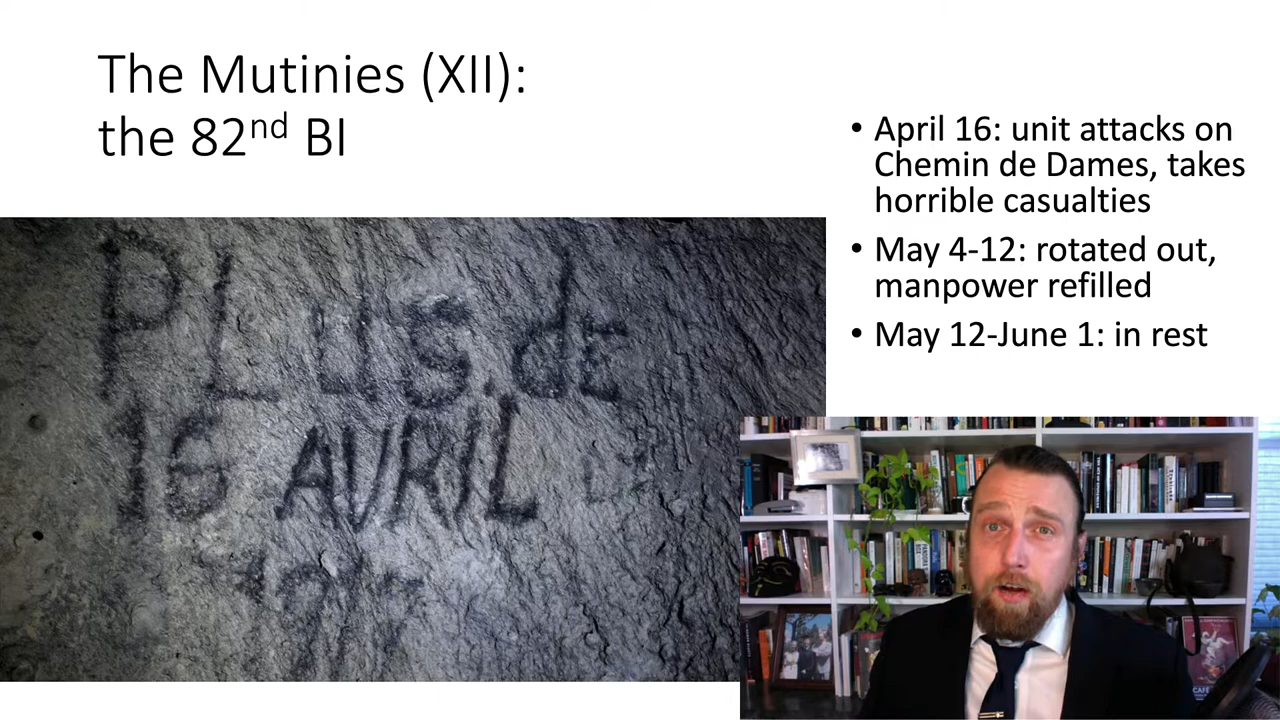 The Mutinies (XII):
the 82nd BI
• April 16: unit attacks on
Chemin de Dames, takes
horrible casualties
• May 4-12: rotated out,
manpower refilled
• May 12-June 1: in rest
PLus de
16 AVRIL